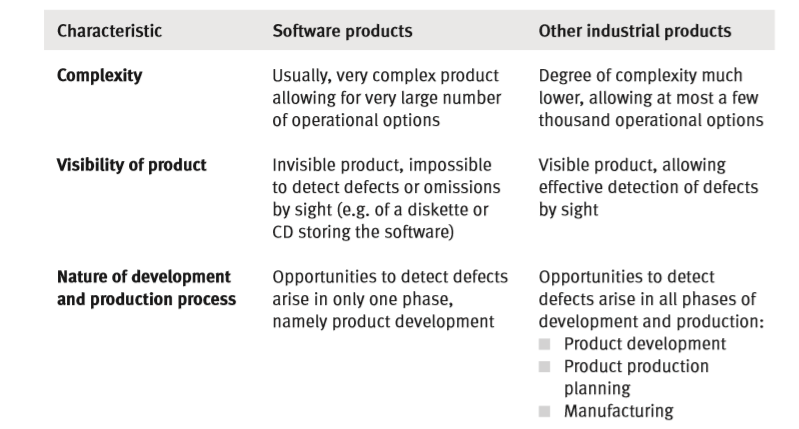 Characteristic
Software products
Other industrial products
Complexity
Usually, very complex product
allowing for very large number
of operational options
Degree of complexity much
lower, allowing at most a few
thousand operational options
Visibility of product
Invisible product, impossible
to detect defects or omissions
by sight (e.g. of a diskette or
CD storing the software)
Visible product, allowing
effective detection of defects
by sight
Nature of development
and production process
Opportunities to detect defects
arise in only one phase,
namely product development
Opportunities to detect
defects arise in all phases of
development and production:
■ Product development
■ Product production
planning
■ Manufacturing